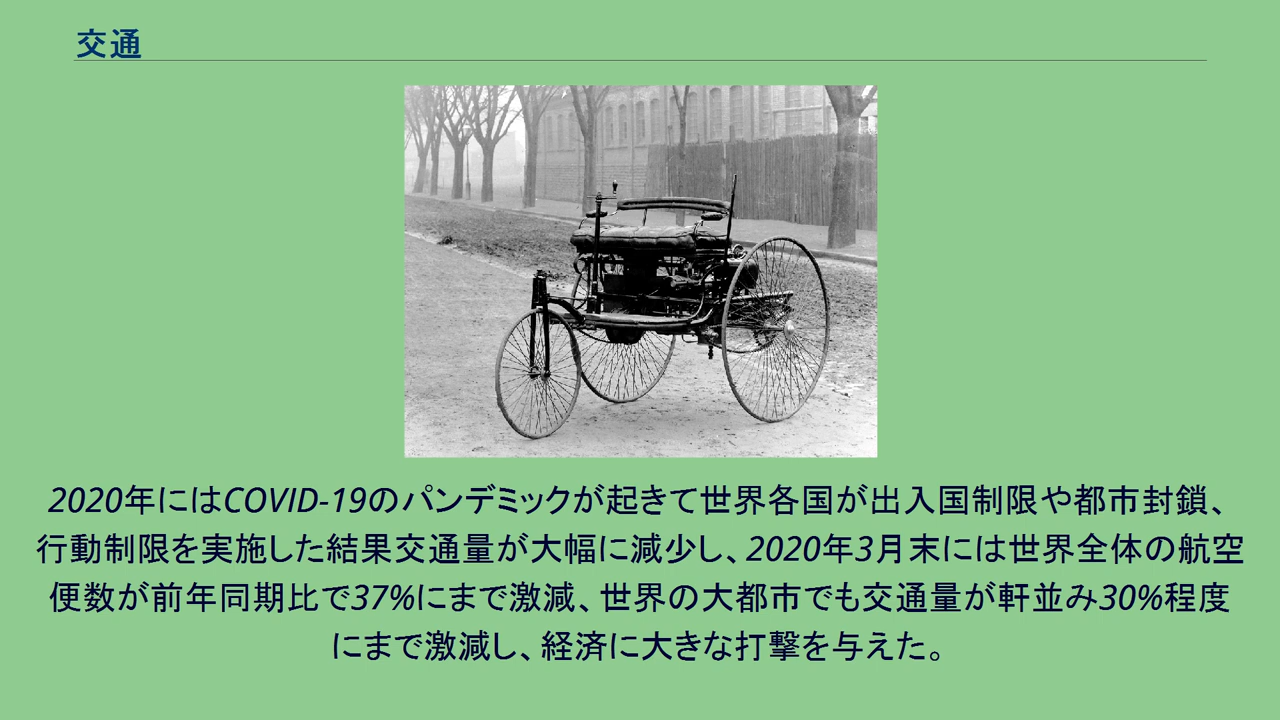 交通
2020年にはCOVID-19のパンデミックが起きて世界各国が出入国制限や都市封鎖、
行動制限を実施した結果交通量が大幅に減少し、2020年3月末には世界全体の航空
便数が前年同期比で37%にまで激減、世界の大都市でも交通量が軒並み30%程度
にまで激減し、経済に大きな打撃を与えた。